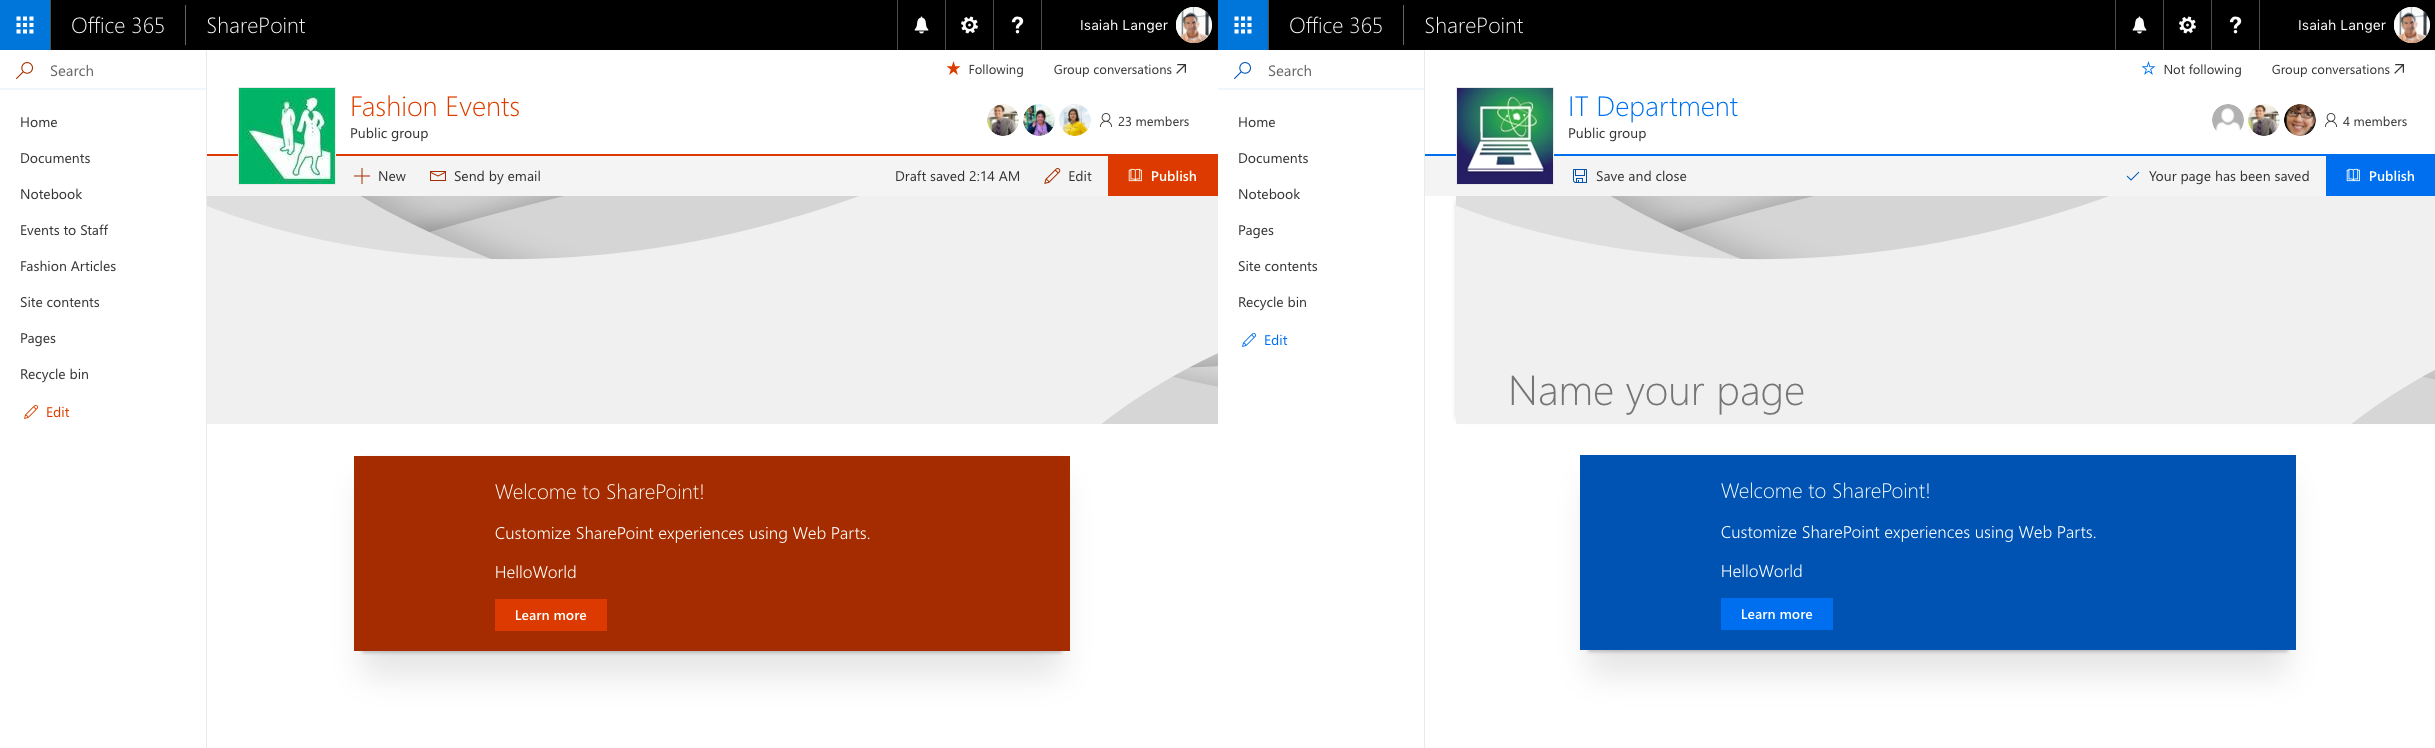 Office 365 SharePoint Isaiah Langer
Search
Following Group conversations
Fashion Events
Public group
23 members
New Send by email Draft saved 2:14 AM Edit Publish
Home
Documents
Notebook
Events to Staff
Fashion Articles
Site contents
Pages
Recycle bin
Edit
Welcome to SharePoint!
Customize SharePoint experiences using Web Parts.
HelloWorld
Learn more
Office 365 SharePoint Isaiah Langer
Search
Not following Group conversations
IT Department
Public group
4 members
Save and close Your page has been saved Publish
Home
Documents
Notebook
Pages
Site contents
Recycle bin
Edit
Name your page
Welcome to SharePoint!
Customize SharePoint experiences using Web Parts.
HelloWorld
Learn more